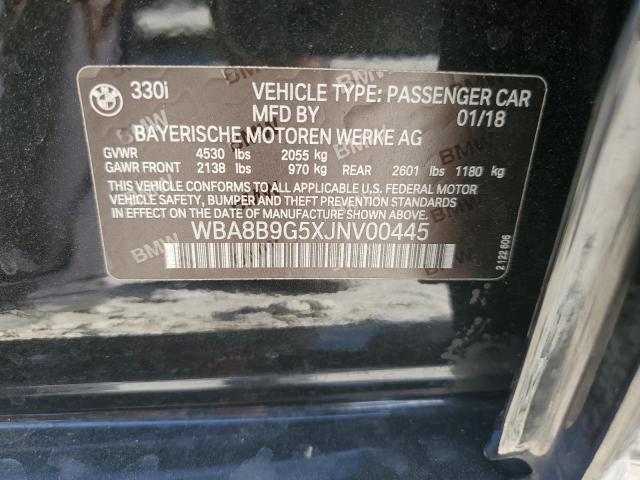 330i VEHICLE TYPE: PASSENGER CAR
MFD BY 01/18
BAYERISCHE MOTOREN WERKE AG
GVWR 4530 lbs 2055 kg
GAWR FRONT 2138 lbs 970 kg REAR 2601 lbs 1180 kg
THIS VEHICLE CONFORMS TO ALL APPLICABLE U.S. FEDERAL MOTOR
VEHICLE SAFETY, BUMPER, AND THEFT PREVENTION STANDARDS
IN EFFECT ON THE DATE OF MANUFACTURE SHOWN ABOVE.
WBA8B9G5XJNV00445
2 122 606